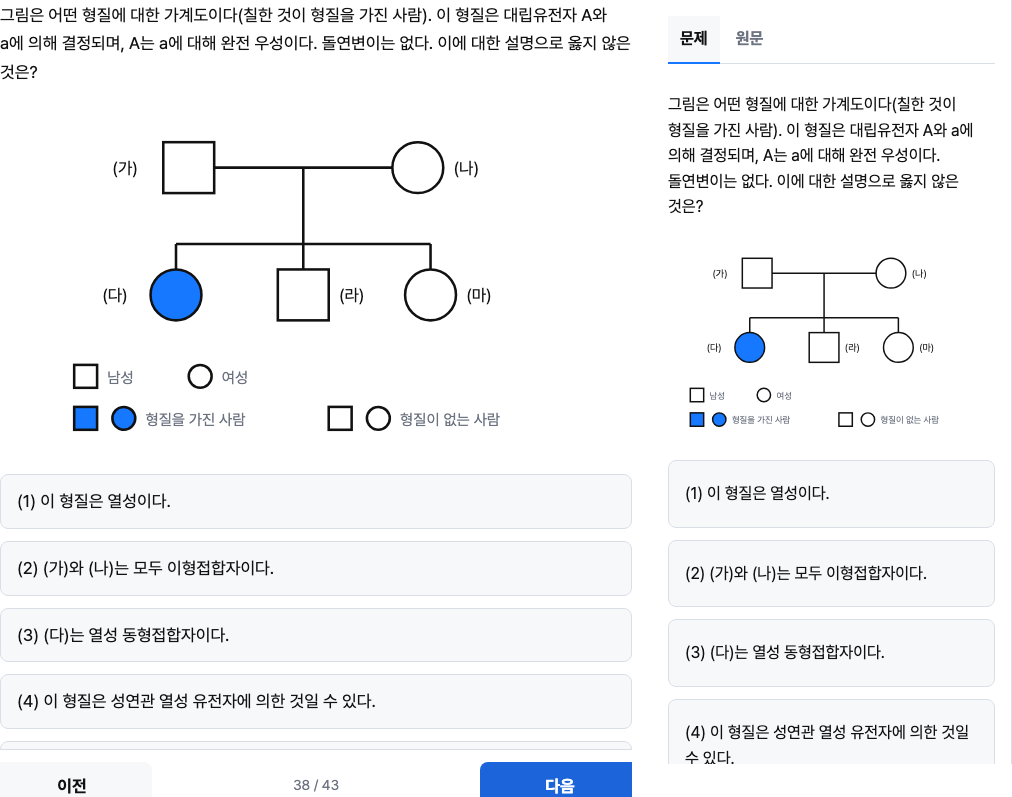 그림은 어떤 형질에 대한 가계도이다(칠한 것이 형질을 가진 사람). 이 형질은 대립유전자 A와
a에 의해 결정되며, A는 a에 대해 완전 우성이다. 돌연변이는 없다. 이에 대한 설명으로 옳지 않은
것은?
(가)
(나)
(다)
(라)
(마)
남성
여성
형질을 가진 사람
형질이 없는 사람
(1) 이 형질은 열성이다.
(2) (가)와 (나)는 모두 이형접합자이다.
(3) (다)는 열성 동형접합자이다.
(4) 이 형질은 성연관 열성 유전자에 의한 것일 수 있다.
이전
38 / 43
다음
문제
원문
그림은 어떤 형질에 대한 가계도이다(칠한 것이
형질을 가진 사람). 이 형질은 대립유전자 A와 a에
의해 결정되며, A는 a에 대해 완전 우성이다.
돌연변이는 없다. 이에 대한 설명으로 옳지 않은
것은?
(가)
(나)
(다)
(라)
(마)
남성
여성
형질을 가진 사람
형질이 없는 사람
(1) 이 형질은 열성이다.
(2) (가)와 (나)는 모두 이형접합자이다.
(3) (다)는 열성 동형접합자이다.
(4) 이 형질은 성연관 열성 유전자에 의한 것일
수 있다.